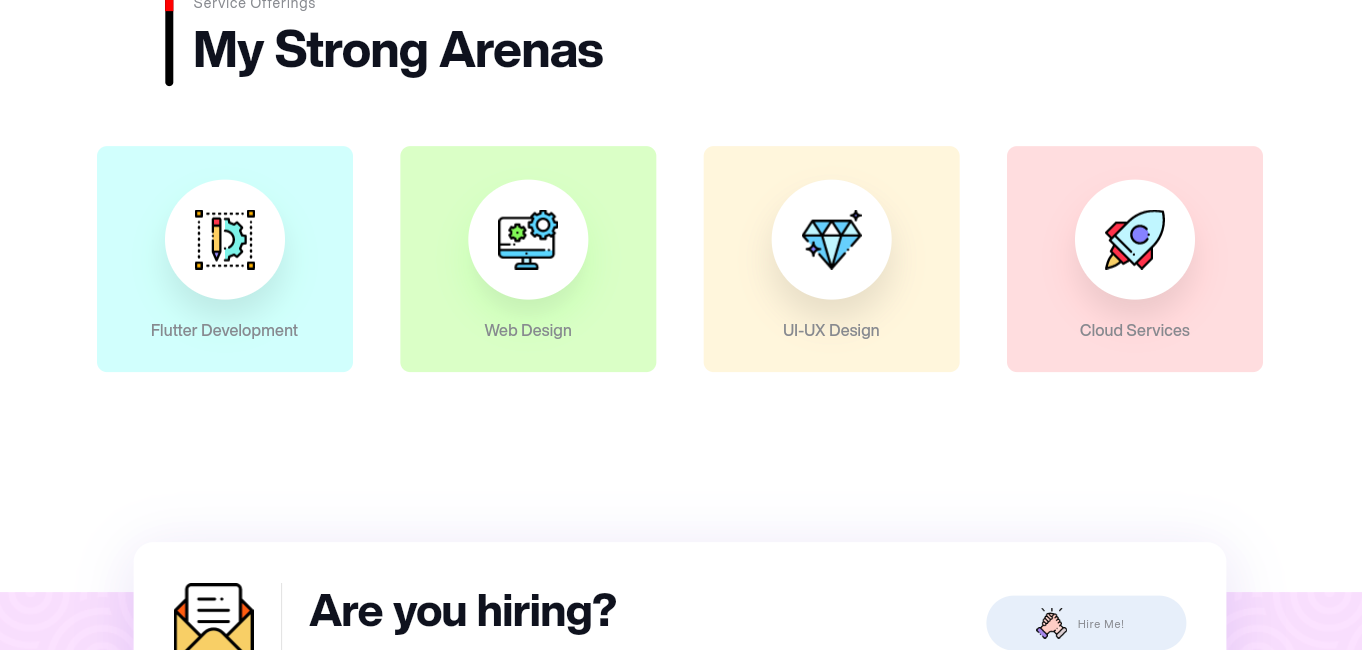 Service Offerings
My Strong Arenas
Flutter Development
Web Design
UI-UX Design
Cloud Services
Are you hiring?
Hire Me!